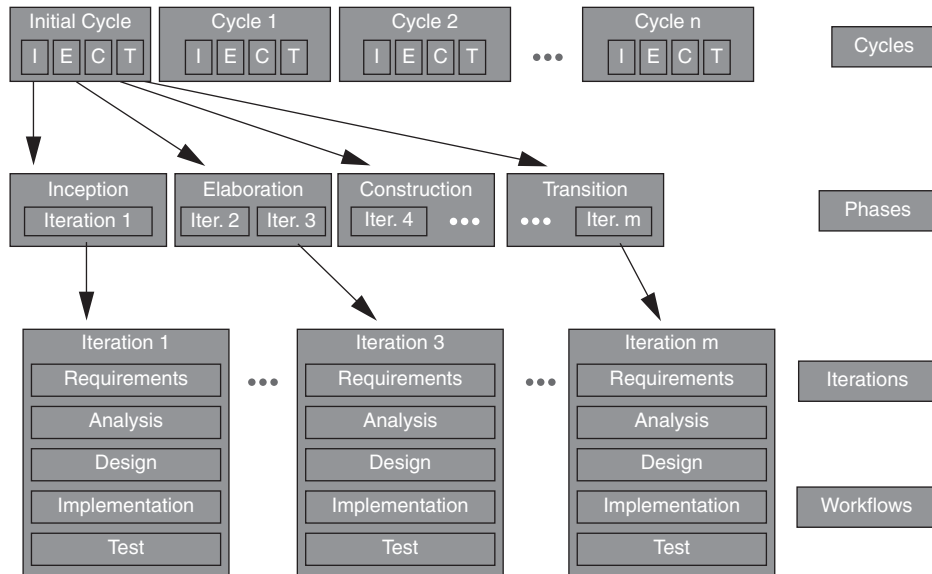 Initial Cycle
I E C T
Cycle 1
I E C T
Cycle 2
I E C T
Cycle n
I E C T
Cycles
Inception
Iteration 1
Elaboration
Iter. 2 Iter. 3
Construction
Iter. 4
Transition
Iter. m
Phases
Iteration 1
Requirements
Analysis
Design
Implementation
Test
Iteration 3
Requirements
Analysis
Design
Implementation
Test
Iteration m
Requirements
Analysis
Design
Implementation
Test
Iterations
Workflows